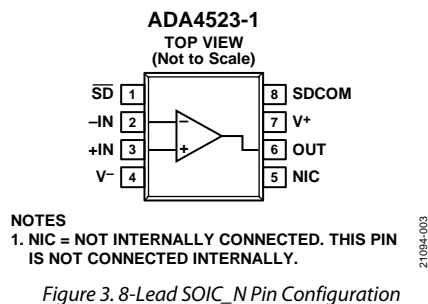 ADA4523-1
TOP VIEW
(Not to Scale)
S̅D̅ 1
8 SDCOM
–IN 2
7 V+
+IN 3
6 OUT
V– 4
5 NIC
–
+
NOTES
1. NIC = NOT INTERNALLY CONNECTED. THIS PIN
IS NOT CONNECTED INTERNALLY.
21094-003
Figure 3. 8-Lead SOIC_N Pin Configuration